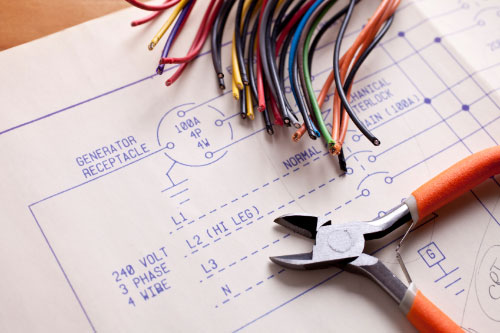 100A
4P
4W
GENERATOR
RECEPTACLE
MECHANICAL
INTERLOCK
MAIN (100A)
NORMAL
L1
L2 (HI LEG)
L3
N
240 VOLT
3 PHASE
4 WIRE
G